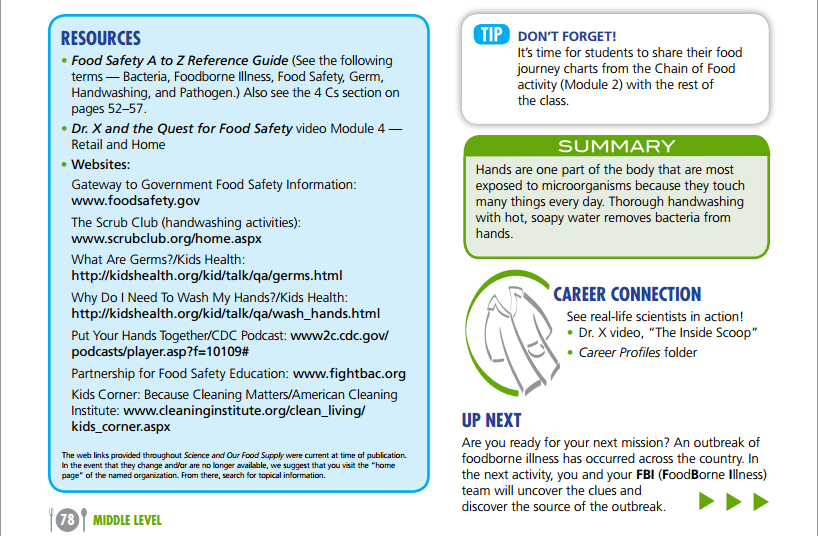 RESOURCES
• Food Safety A to Z Reference Guide (See the following
terms — Bacteria, Foodborne Illness, Food Safety, Germ,
Handwashing, and Pathogen.) Also see the 4 Cs section on
pages 52–57.
• Dr. X and the Quest for Food Safety video Module 4 —
Retail and Home
• Websites:
Gateway to Government Food Safety Information:
www.foodsafety.gov
The Scrub Club (handwashing activities):
www.scrubclub.org/home.aspx
What Are Germs?/Kids Health:
http://kidshealth.org/kid/talk/qa/germs.html
Why Do I Need To Wash My Hands?/Kids Health:
http://kidshealth.org/kid/talk/qa/wash_hands.html
Put Your Hands Together/CDC Podcast: www2c.cdc.gov/
podcasts/player.asp?f=10109#
Partnership for Food Safety Education: www.fightbac.org
Kids Corner: Because Cleaning Matters/American Cleaning
Institute: www.cleaninginstitute.org/clean_living/
kids_corner.aspx
The web links provided throughout Science and Our Food Supply were current at time of publication.
In the event that they change and/or are no longer available, we suggest that you visit the "home
page" of the named organization. From there, search for topical information.
78 MIDDLE LEVEL
TIP DON'T FORGET!
It's time for students to share their food
journey charts from the Chain of Food
activity (Module 2) with the rest of
the class.
SUMMARY
Hands are one part of the body that are most
exposed to microorganisms because they touch
many things every day. Thorough handwashing
with hot, soapy water removes bacteria from
hands.
CAREER CONNECTION
See real-life scientists in action!
• Dr. X video, "The Inside Scoop"
• Career Profiles folder
UP NEXT
Are you ready for your next mission? An outbreak of
foodborne illness has occurred across the country. In
the next activity, you and your FBI (FoodBorne Illness)
team will uncover the clues and
discover the source of the outbreak.